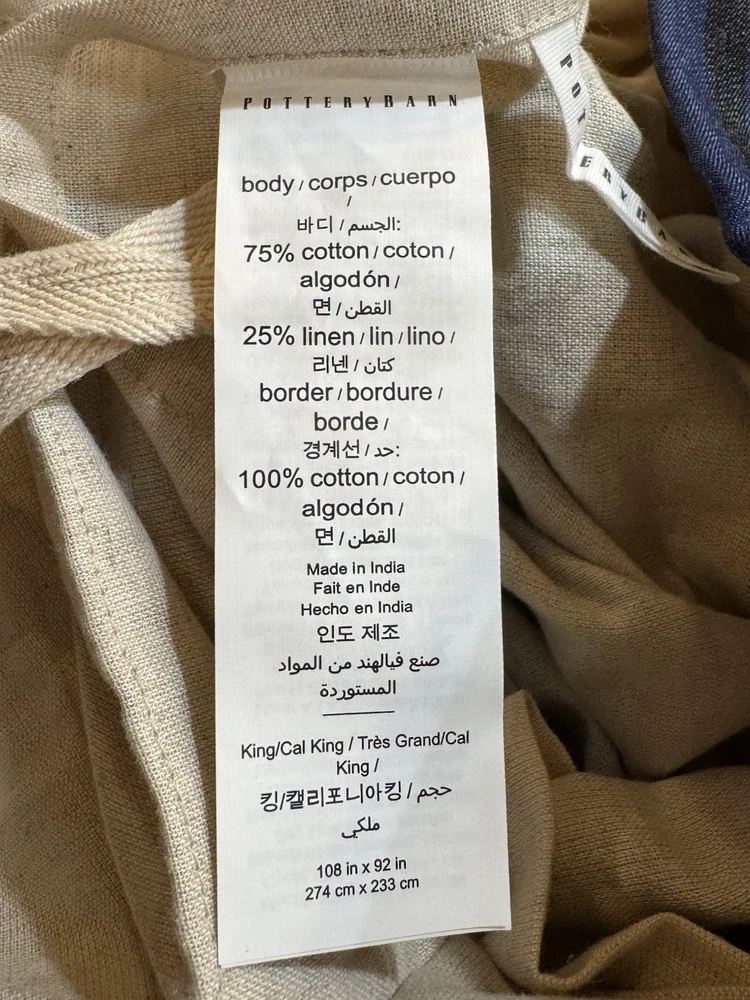 POTTERYBARN
body / corps / cuerpo
/
바디 / الجسم:
75% cotton / coton /
algodón /
면 / القطن
25% linen / lin / lino /
리넨 / كتان
border / bordure /
borde /
경계선 / حد:
100% cotton / coton /
algodón /
면 / القطن
Made in India
Fait en Inde
Hecho en India
인도 제조
صنع فيالهند من المواد
المستوردة
King/Cal King / Très Grand/Cal
King /
킹/캘리포니아킹 / حجم
ملكي
108 in x 92 in
274 cm x 233 cm
POT
ERYBAR